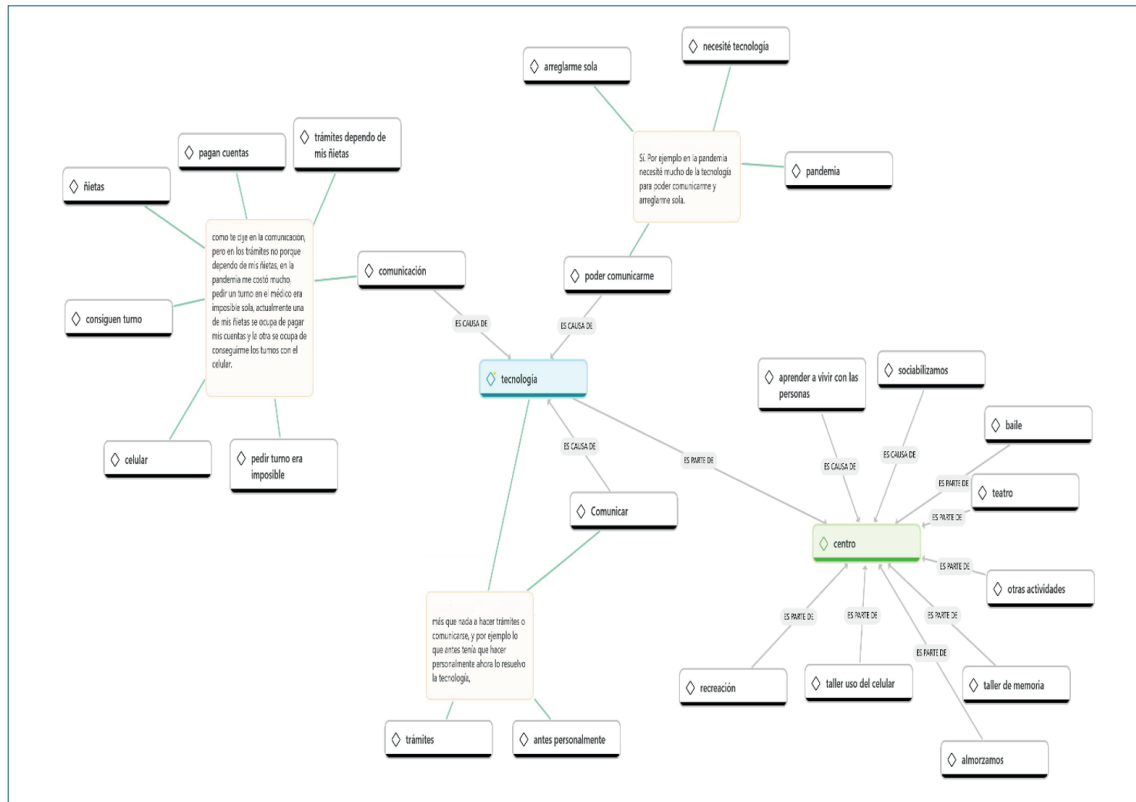 necesité tecnología
arreglarme sola
trámites dependo de
mis ñietas
pagan cuentas
Sí. Por ejemplo en la pandemia
necesité mucho de la tecnología
para poder comunicarme y
arreglarme sola.
pandemia
ñietas
como te dije en la comunicación,
pero en los trámites no porque
dependo de mis ñietas, en la
pandemia me costó mucho,
pedir un turno en el médico era
imposible sola, actualmente una
de mis ñietas se ocupa de pagar
mis cuentas y la otra se ocupa de
conseguirme los turnos con el
celular.
comunicación
poder comunicarme
consiguen turno
ES CAUSA DE
ES CAUSA DE
tecnología
aprender a vivir con las
personas
sociabilizamos
baile
celular
pedir turno era
imposible
ES CAUSA DE
ES PARTE DE
ES CAUSA DE
ES CAUSA DE
ES PARTE DE
teatro
ES PARTE DE
Comunicar
centro
ES PARTE DE
otras actividades
más que nada a hacer trámites o
comunicarse, y por ejemplo lo
que antes tenía que hacer
personalmente ahora lo resuelvo
la tecnología,
ES PARTE DE
ES PARTE DE
ES PARTE DE
ES PARTE DE
recreación
taller uso del celular
taller de memoria
trámites
antes personalmente
almorzamos